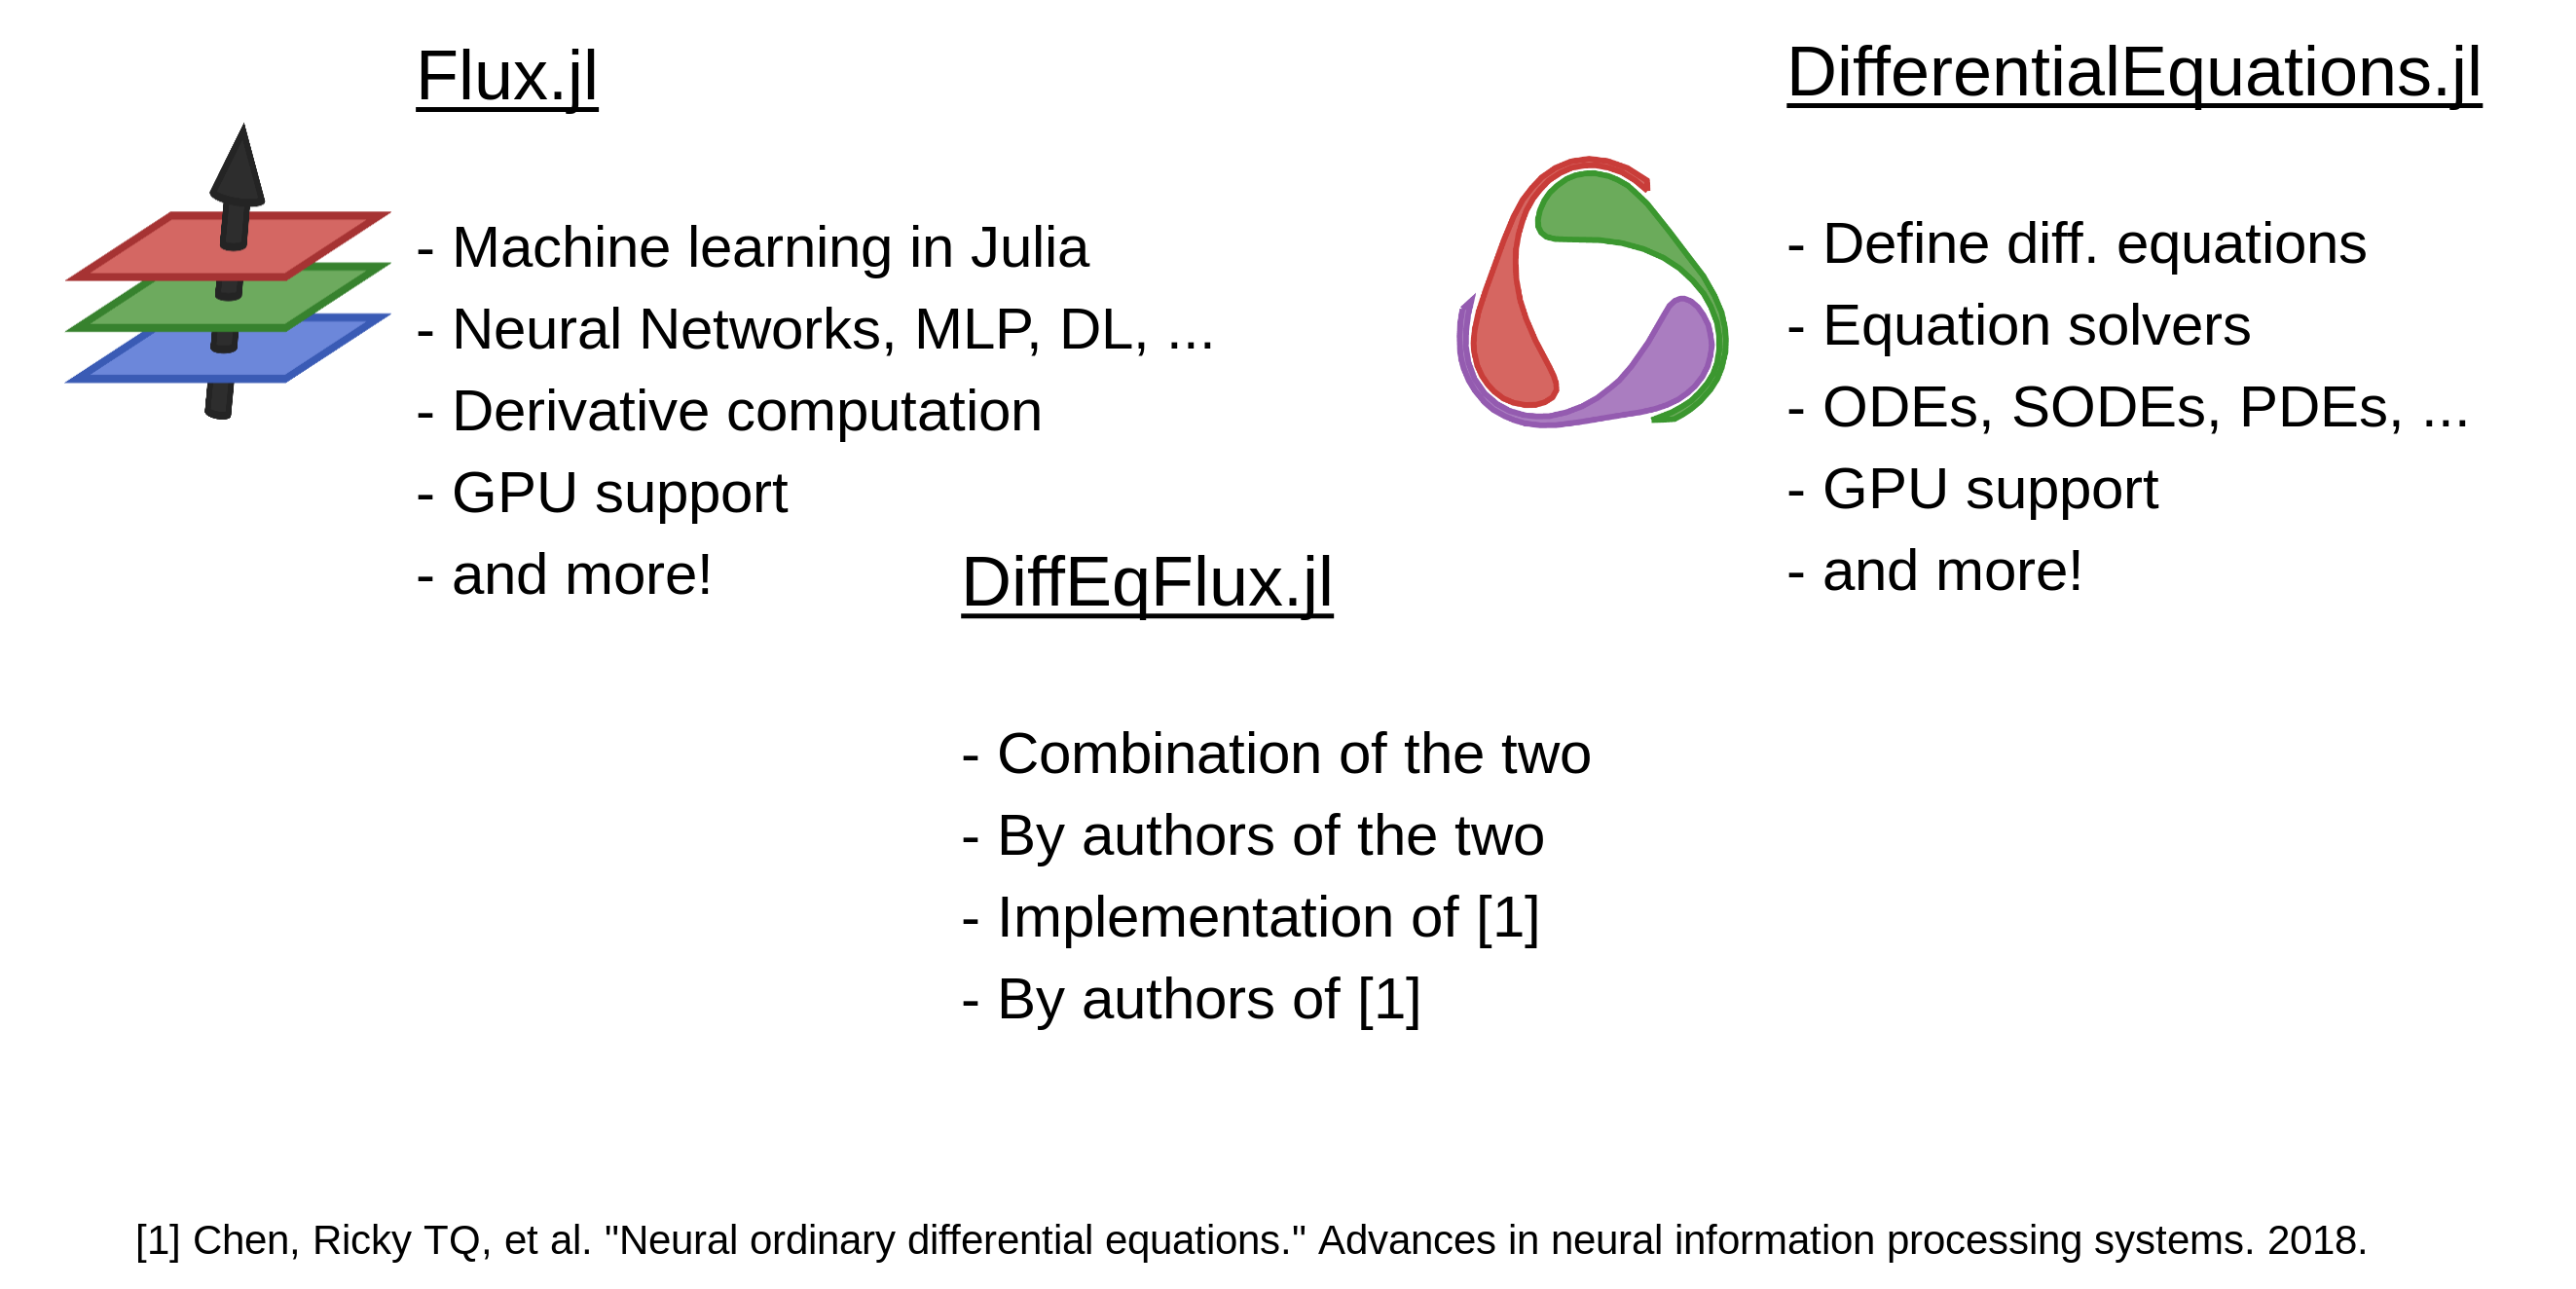 Flux.jl
- Machine learning in Julia
- Neural Networks, MLP, DL, ...
- Derivative computation
- GPU support
- and more!
DifferentialEquations.jl
- Define diff. equations
- Equation solvers
- ODEs, SODEs, PDEs, ...
- GPU support
- and more!
DiffEqFlux.jl
- Combination of the two
- By authors of the two
- Implementation of [1]
- By authors of [1]
[1] Chen, Ricky TQ, et al. "Neural ordinary differential equations." Advances in neural information processing systems. 2018.